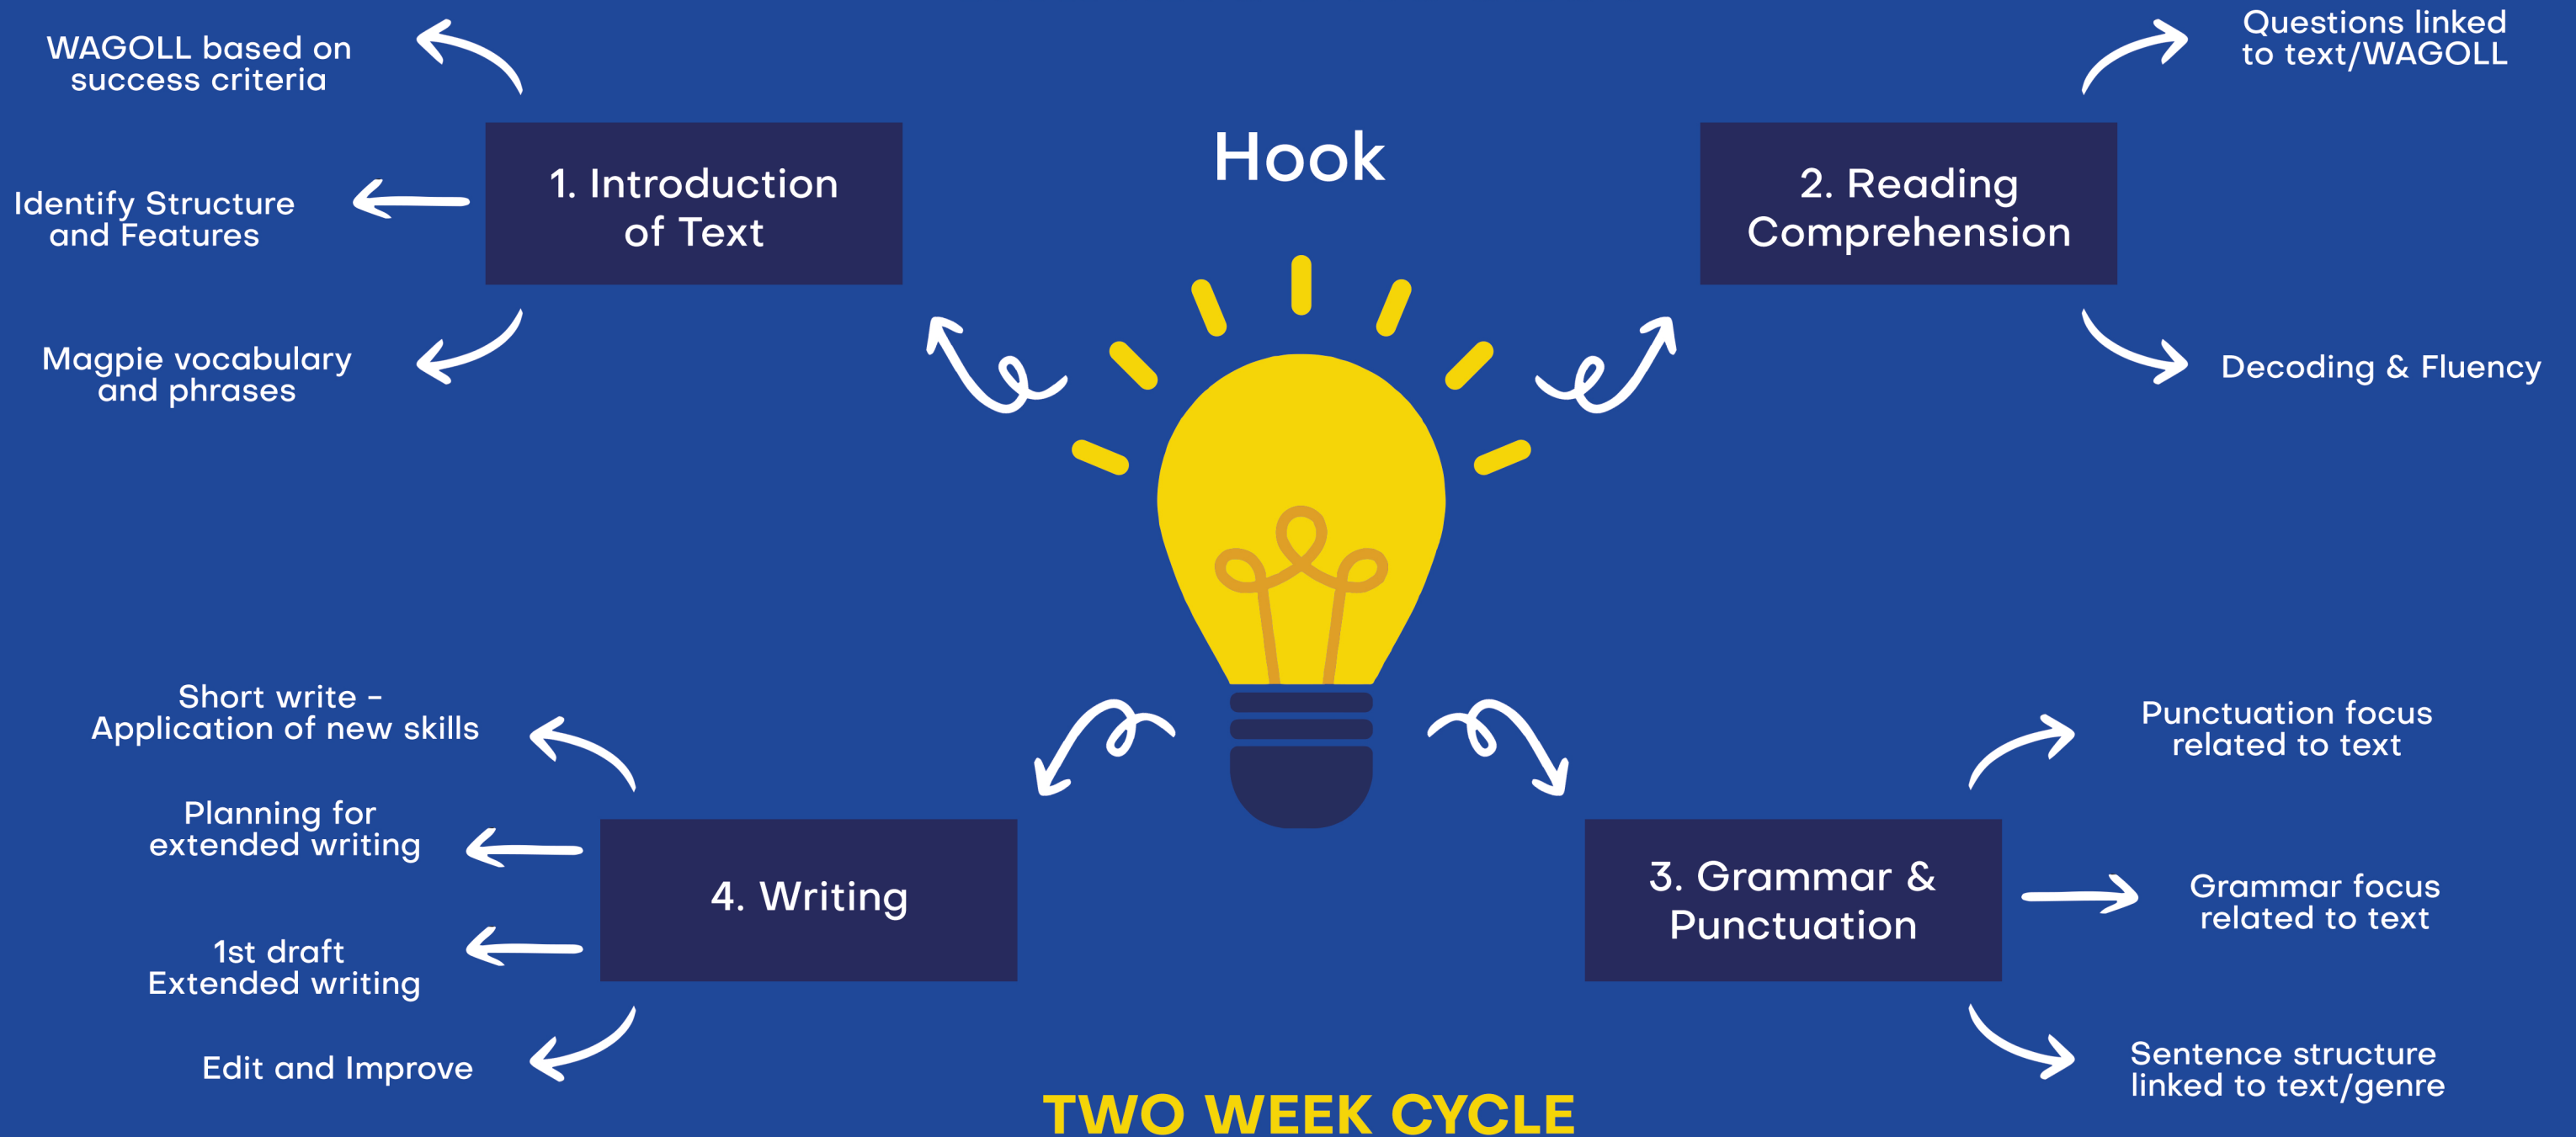 Hook
1. Introduction
of Text
WAGOLL based on
success criteria
Identify Structure
and Features
Magpie vocabulary
and phrases
2. Reading
Comprehension
Questions linked
to text/WAGOLL
Decoding & Fluency
3. Grammar &
Punctuation
Punctuation focus
related to text
Grammar focus
related to text
Sentence structure
linked to text/genre
4. Writing
Short write -
Application of new skills
Planning for
extended writing
1st draft
Extended writing
Edit and Improve
TWO WEEK CYCLE